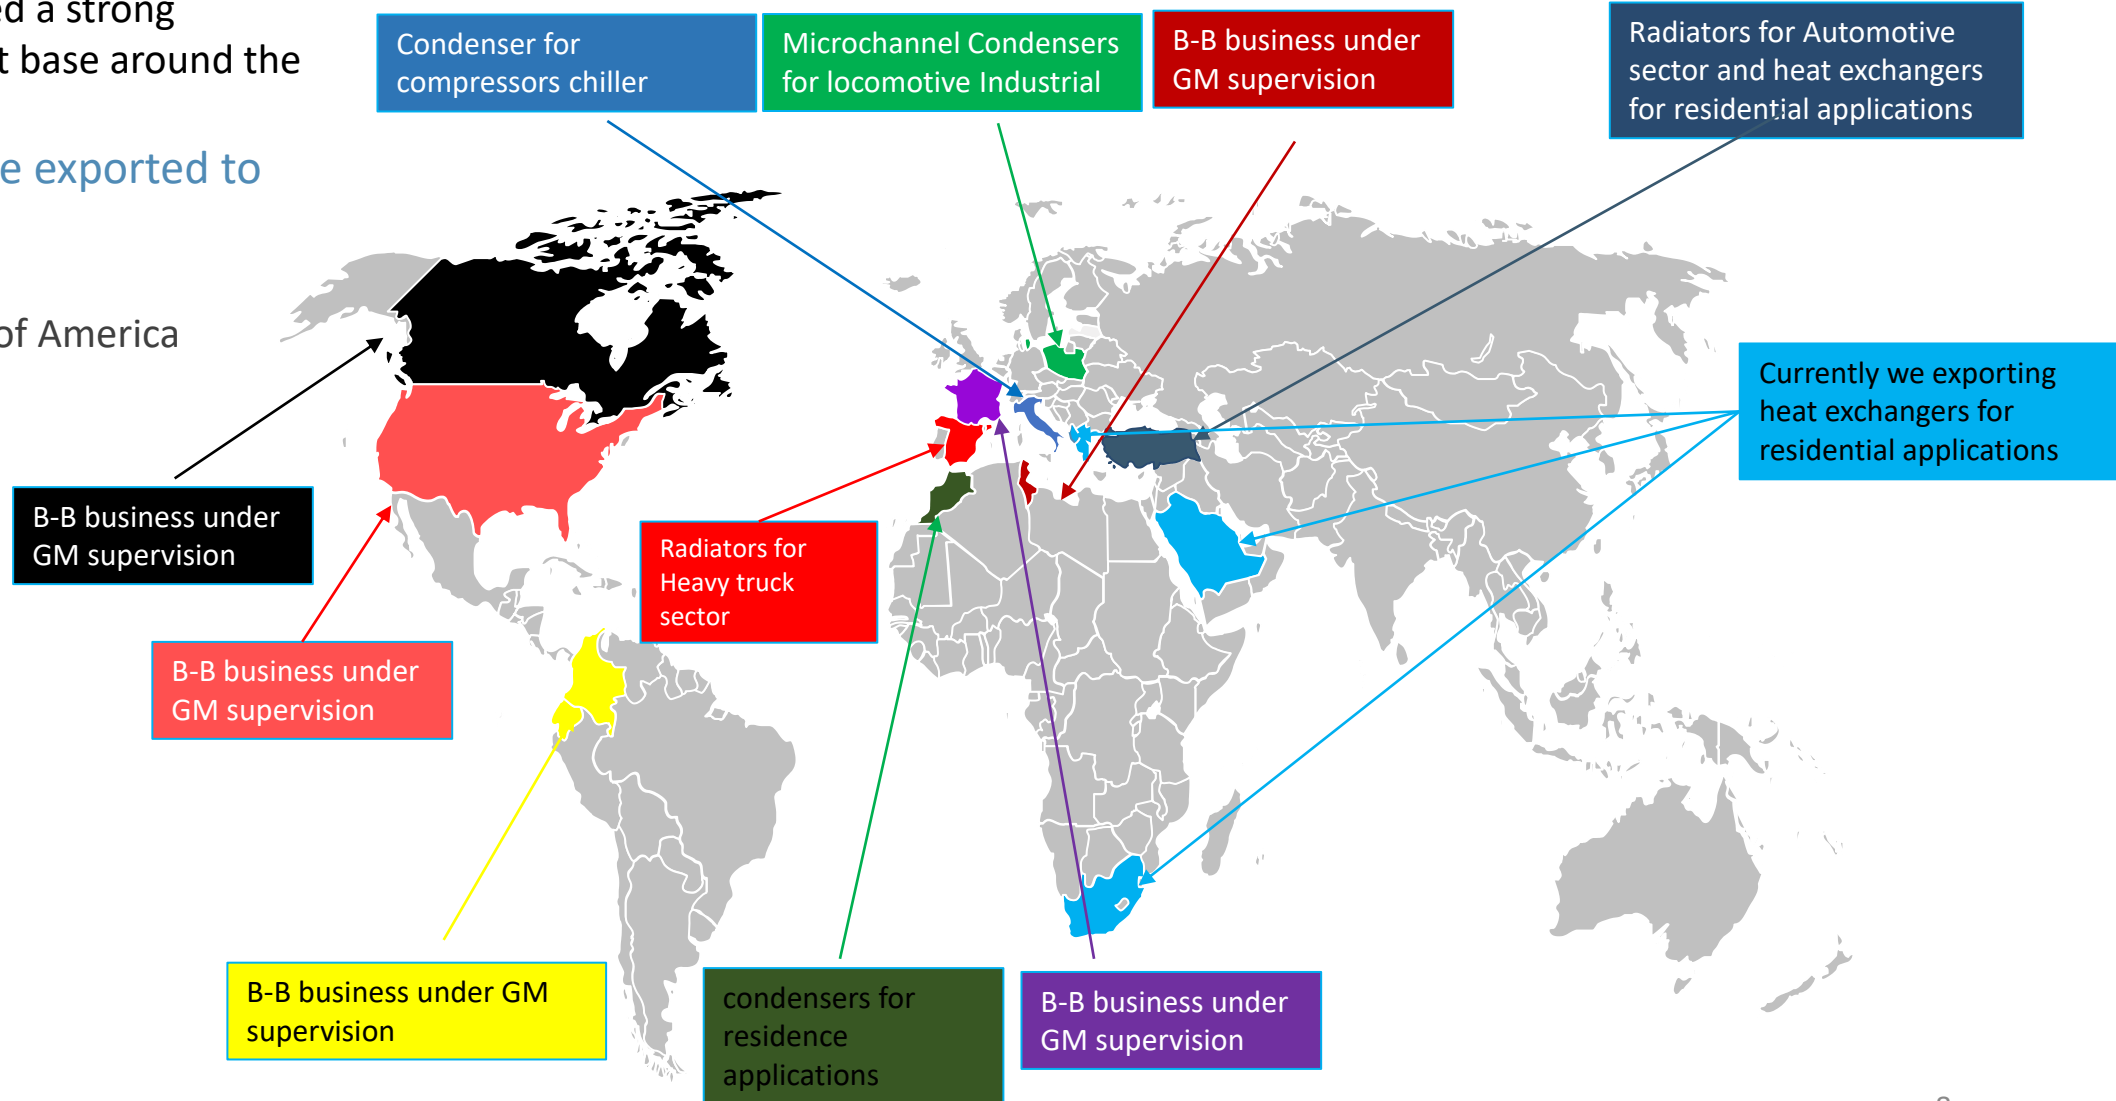 ed a strong
t base around the
e exported to
of America
Condenser for
compressors chiller
Microchannel Condensers
for locomotive Industrial
B-B business under
GM supervision
Radiators for Automotive
sector and heat exchangers
for residential applications
Currently we exporting
heat exchangers for
residential applications
B-B business under
GM supervision
Radiators for
Heavy truck
sector
B-B business under
GM supervision
B-B business under GM
supervision
condensers for
residence
applications
B-B business under
GM supervision